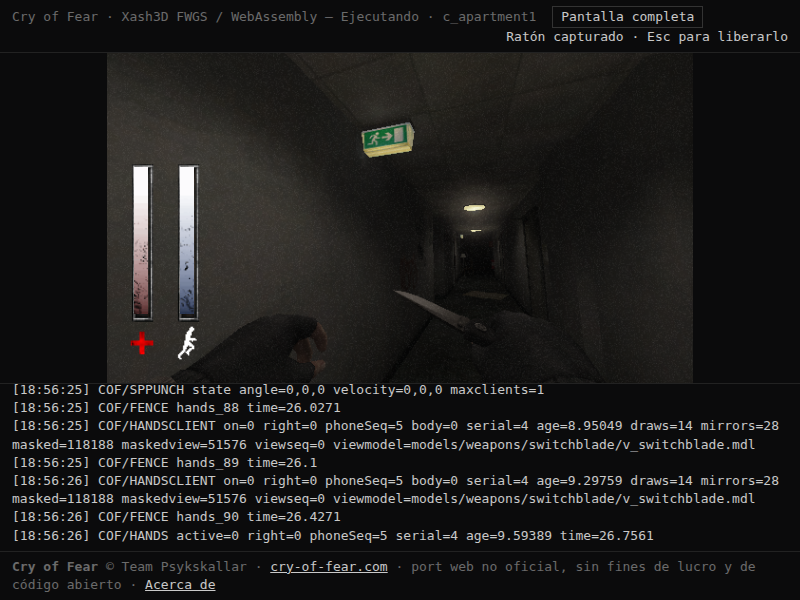 Cry of Fear · Xash3D FWGS / WebAssembly — Ejecutando · c_apartment1
Pantalla completa
Ratón capturado · Esc para liberarlo
[18:56:25] COF/SPPUNCH state angle=0,0,0 velocity=0,0,0 maxclients=1
[18:56:25] COF/FENCE hands_88 time=26.0271
[18:56:25] COF/HANDSCLIENT on=0 right=0 phoneSeq=5 body=0 serial=4 age=8.95049 draws=14 mirrors=28
masked=118188 maskedview=51576 viewseq=0 viewmodel=models/weapons/switchblade/v_switchblade.mdl
[18:56:25] COF/FENCE hands_89 time=26.1
[18:56:26] COF/HANDSCLIENT on=0 right=0 phoneSeq=5 body=0 serial=4 age=9.29759 draws=14 mirrors=28
masked=118188 maskedview=51576 viewseq=0 viewmodel=models/weapons/switchblade/v_switchblade.mdl
[18:56:26] COF/FENCE hands_90 time=26.4271
[18:56:26] COF/HANDS active=0 right=0 phoneSeq=5 serial=4 age=9.59389 time=26.7561
Cry of Fear © Team Psykskallar · cry-of-fear.com · port web no oficial, sin fines de lucro y de
código abierto · Acerca de